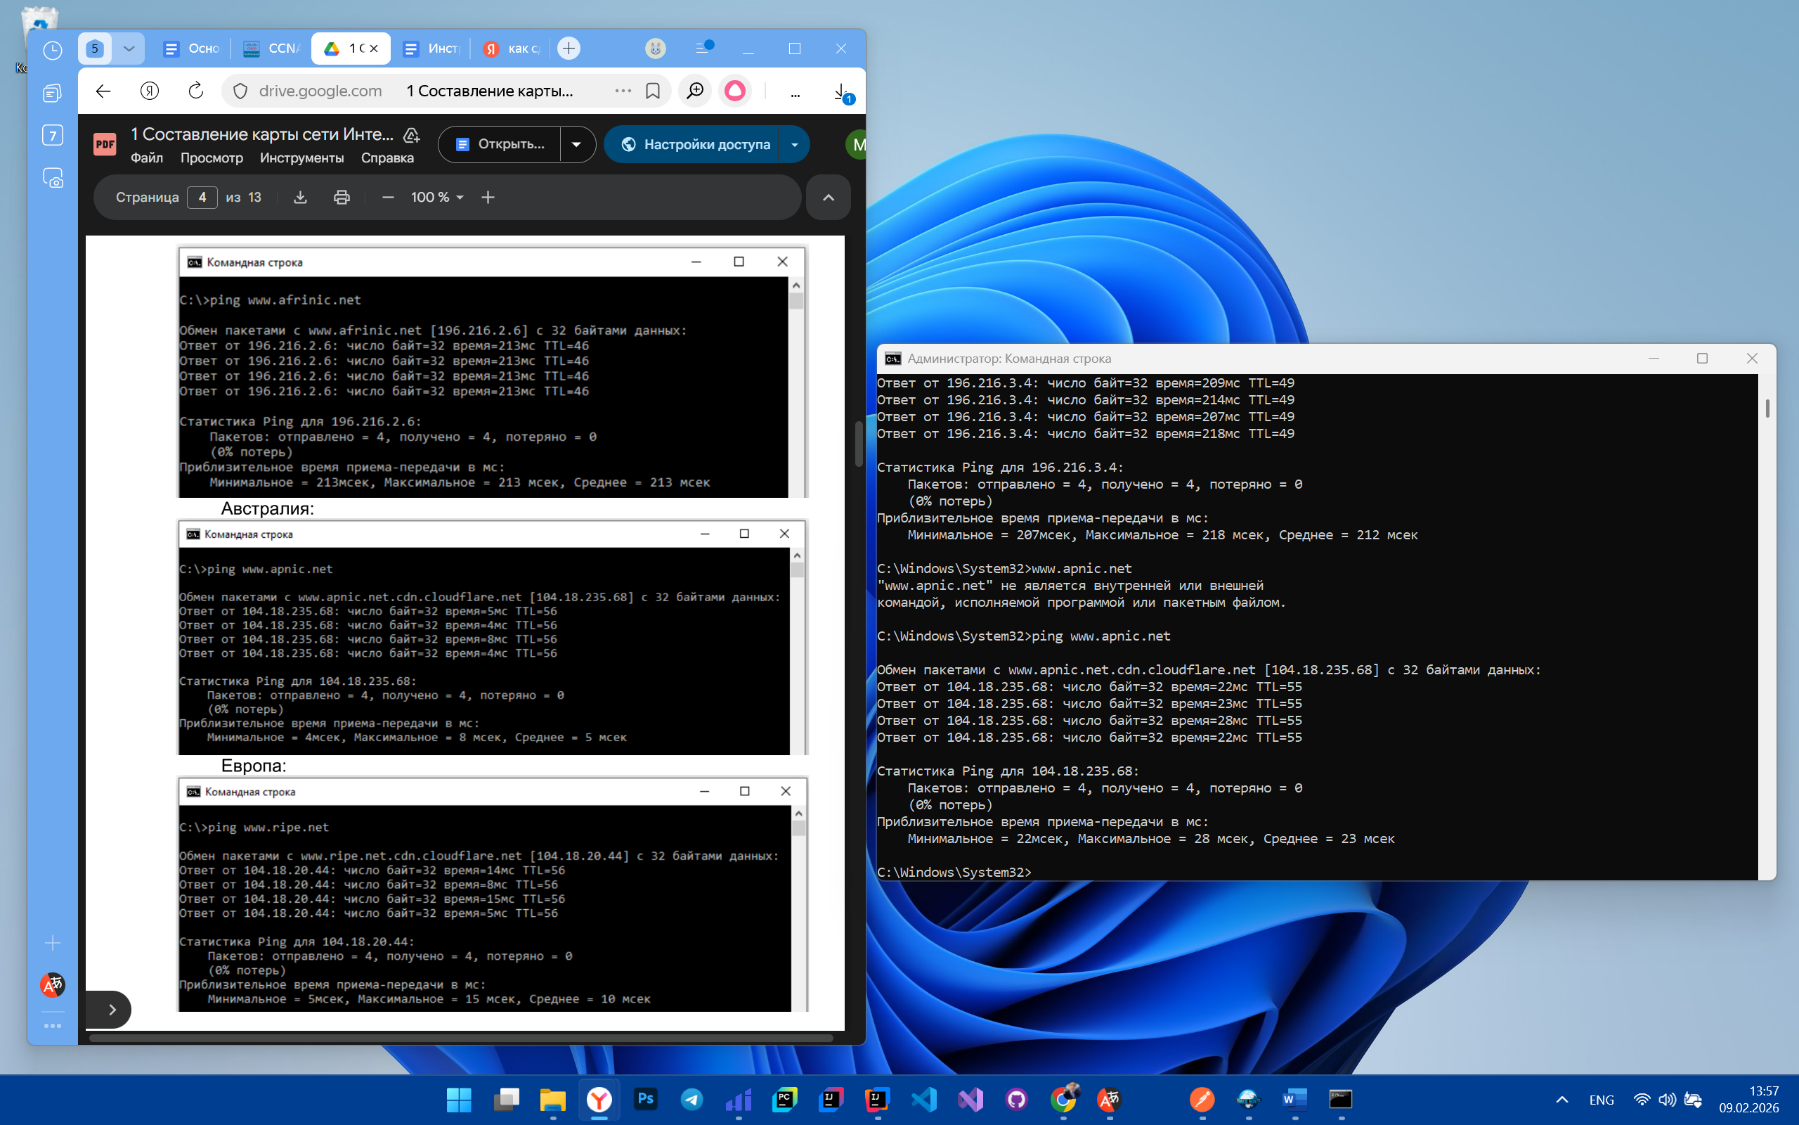 5
Осно
CCNA
1 С
Инст
как с
drive.google.com
1 Составление карты...
1
7
PDF
1 Составление карты сети Инте...
Файл Просмотр Инструменты Справка
Открыть...
Настройки доступа
M
Страница 4 из 13
100 %
Командная строка
C:\>ping www.afrinic.net
Обмен пакетами с www.afrinic.net [196.216.2.6] с 32 байтами данных:
Ответ от 196.216.2.6: число байт=32 время=213мс TTL=46
Ответ от 196.216.2.6: число байт=32 время=213мс TTL=46
Ответ от 196.216.2.6: число байт=32 время=213мс TTL=46
Ответ от 196.216.2.6: число байт=32 время=213мс TTL=46
Статистика Ping для 196.216.2.6:
Пакетов: отправлено = 4, получено = 4, потеряно = 0
(0% потерь)
Приблизительное время приема-передачи в мс:
Минимальное = 213мсек, Максимальное = 213 мсек, Среднее = 213 мсек
Австралия:
Командная строка
C:\>ping www.apnic.net
Обмен пакетами с www.apnic.net.cdn.cloudflare.net [104.18.235.68] с 32 байтами данных:
Ответ от 104.18.235.68: число байт=32 время=5мс TTL=56
Ответ от 104.18.235.68: число байт=32 время=4мс TTL=56
Ответ от 104.18.235.68: число байт=32 время=8мс TTL=56
Ответ от 104.18.235.68: число байт=32 время=4мс TTL=56
Статистика Ping для 104.18.235.68:
Пакетов: отправлено = 4, получено = 4, потеряно = 0
(0% потерь)
Приблизительное время приема-передачи в мс:
Минимальное = 4мсек, Максимальное = 8 мсек, Среднее = 5 мсек
Европа:
Командная строка
C:\>ping www.ripe.net
Обмен пакетами с www.ripe.net.cdn.cloudflare.net [104.18.20.44] с 32 байтами данных:
Ответ от 104.18.20.44: число байт=32 время=14мс TTL=56
Ответ от 104.18.20.44: число байт=32 время=8мс TTL=56
Ответ от 104.18.20.44: число байт=32 время=15мс TTL=56
Ответ от 104.18.20.44: число байт=32 время=5мс TTL=56
Статистика Ping для 104.18.20.44:
Пакетов: отправлено = 4, получено = 4, потеряно = 0
(0% потерь)
Приблизительное время приема-передачи в мс:
Минимальное = 5мсек, Максимальное = 15 мсек, Среднее = 10 мсек
Администратор: Командная строка
Ответ от 196.216.3.4: число байт=32 время=209мс TTL=49
Ответ от 196.216.3.4: число байт=32 время=214мс TTL=49
Ответ от 196.216.3.4: число байт=32 время=207мс TTL=49
Ответ от 196.216.3.4: число байт=32 время=218мс TTL=49
Статистика Ping для 196.216.3.4:
Пакетов: отправлено = 4, получено = 4, потеряно = 0
(0% потерь)
Приблизительное время приема-передачи в мс:
Минимальное = 207мсек, Максимальное = 218 мсек, Среднее = 212 мсек
C:\Windows\System32>www.apnic.net
"www.apnic.net" не является внутренней или внешней
командой, исполняемой программой или пакетным файлом.
C:\Windows\System32>ping www.apnic.net
Обмен пакетами с www.apnic.net.cdn.cloudflare.net [104.18.235.68] с 32 байтами данных:
Ответ от 104.18.235.68: число байт=32 время=22мс TTL=55
Ответ от 104.18.235.68: число байт=32 время=23мс TTL=55
Ответ от 104.18.235.68: число байт=32 время=28мс TTL=55
Ответ от 104.18.235.68: число байт=32 время=22мс TTL=55
Статистика Ping для 104.18.235.68:
Пакетов: отправлено = 4, получено = 4, потеряно = 0
(0% потерь)
Приблизительное время приема-передачи в мс:
Минимальное = 22мсек, Максимальное = 28 мсек, Среднее = 23 мсек
C:\Windows\System32>
ENG
13:57
09.02.2026